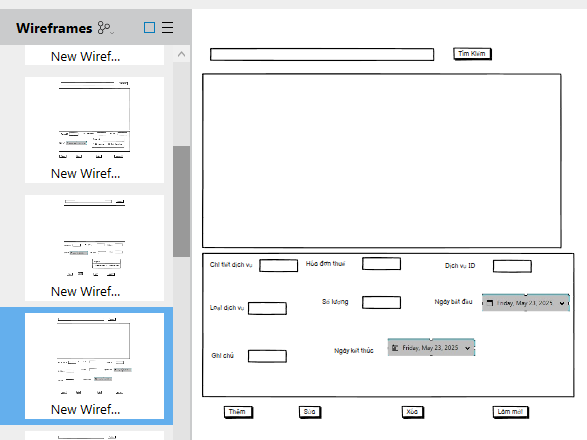 Wireframes
New Wiref...
New Wiref...
New Wiref...
New Wiref...
Tìm Kiếm
Chi tiết dịch vụ
Hóa đơn thuê
Dịch vụ ID
Loại dịch vụ
Số lượng
Ngày bắt đầu
Friday, May 23, 2025
Ghi chú
Ngày kết thúc
Friday, May 23, 2025
Thêm
Sửa
Xóa
Làm mới